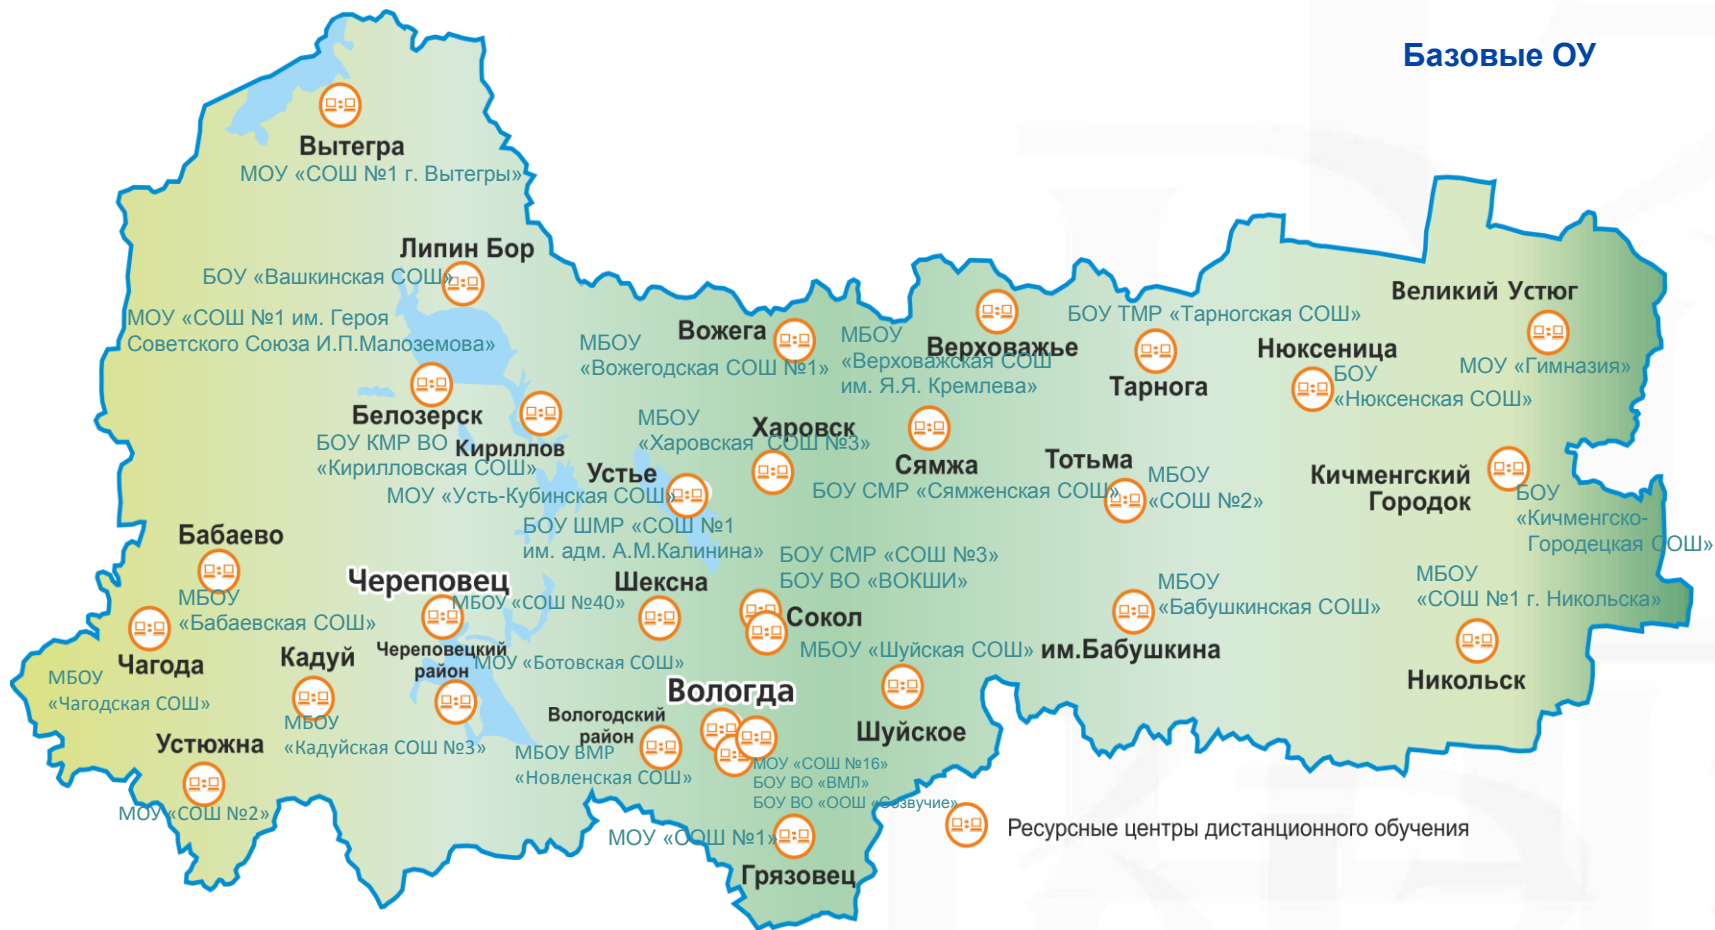 Базовые ОУ
Вытегра
МОУ «СОШ №1 г. Вытегры»
Липин Бор
БОУ «Вашкинская СОШ»
МОУ «СОШ №1 им. Героя
Советского Союза И.П.Малоземова»
Белозерск
Кириллов
БОУ КМР ВО
«Кирилловская СОШ»
Вожега
МБОУ
«Вожегодская СОШ №1»
Верховажье
МБОУ
«Верховажская СОШ
им. Я.Я. Кремлева»
БОУ ТМР «Тарногская СОШ»
Тарнога
Нюксеница
БОУ
«Нюксенская СОШ»
Великий Устюг
МОУ «Гимназия»
Харовск
МБОУ
«Харовская СОШ №3»
Сямжа
БОУ СМР «Сямженская СОШ»
Устье
МОУ «Усть-Кубинская СОШ»
Тотьма
МБОУ
«СОШ №2»
Кичменгский
Городок
БОУ
«Кичменгско-
Городецкая СОШ»
БОУ ШМР «СОШ №1
им. адм. А.М.Калинина»
Шексна
БОУ СМР «СОШ №3»
БОУ ВО «ВОКШИ»
Сокол
Бабаево
МБОУ
«Бабаевская СОШ»
Череповец
МБОУ «СОШ №40»
Череповецкий
район
МОУ «Ботовская СОШ»
МБОУ
«Бабушкинская СОШ»
им.Бабушкина
МБОУ
«СОШ №1 г. Никольска»
Никольск
Чагода
МБОУ
«Чагодская СОШ»
Кадуй
МБОУ
«Кадуйская СОШ №3»
МБОУ «Шуйская СОШ»
Шуйское
Вологда
МОУ «СОШ №16»
БОУ ВО «ВМЛ»
БОУ ВО «ООШ «Созвучие»
Вологодский
район
МБОУ ВМР
«Новленская СОШ»
Устюжна
МОУ «СОШ №2»
МОУ «СОШ №1»
Грязовец
Ресурсные центры дистанционного обучения